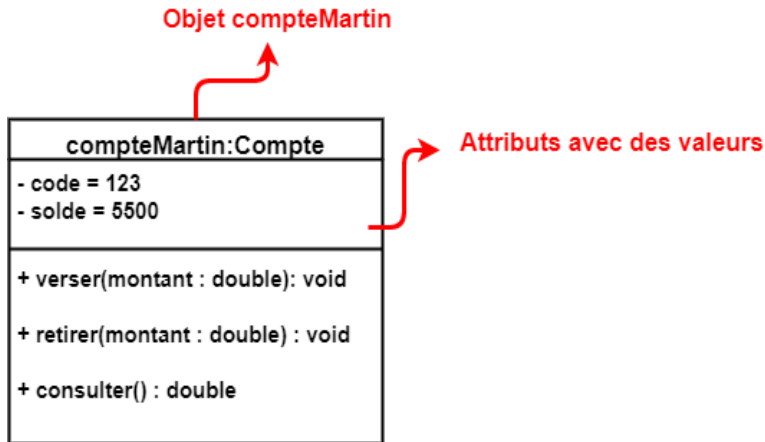 Objet compteMartin
compteMartin:Compte
Attributs avec des valeurs
- code = 123
- solde = 5500
+ verser(montant : double): void
+ retirer(montant : double) : void
+ consulter() : double